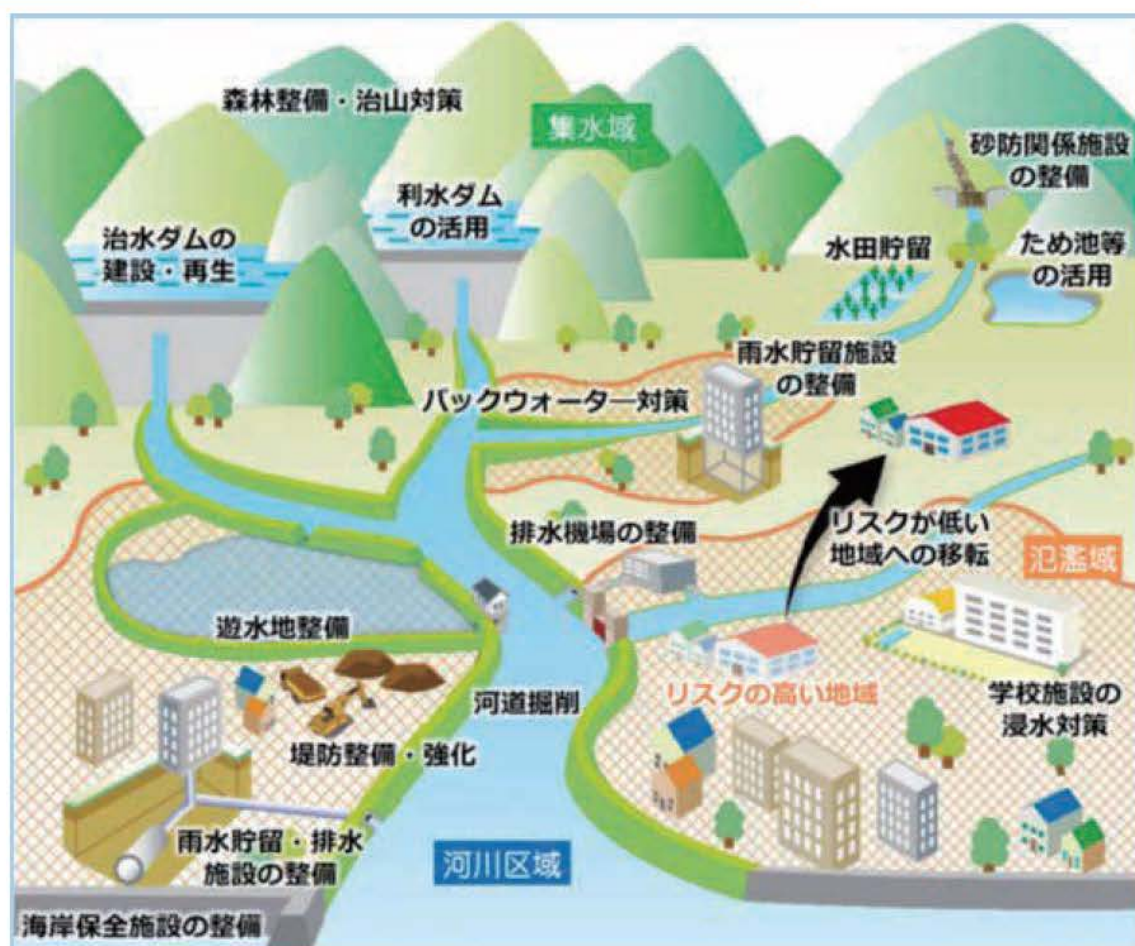 森林整備・治山対策
集水域
砂防関係施設
の整備
利水ダム
の活用
治水ダムの
建設・再生
水田貯留
ため池等
の活用
雨水貯留施設
の整備
バックウォーター対策
排水機場の整備
リスクが低い
地域への移転
氾濫域
遊水地整備
リスクの高い地域
河道掘削
学校施設の
浸水対策
堤防整備・強化
雨水貯留・排水
施設の整備
河川区域
海岸保全施設の整備